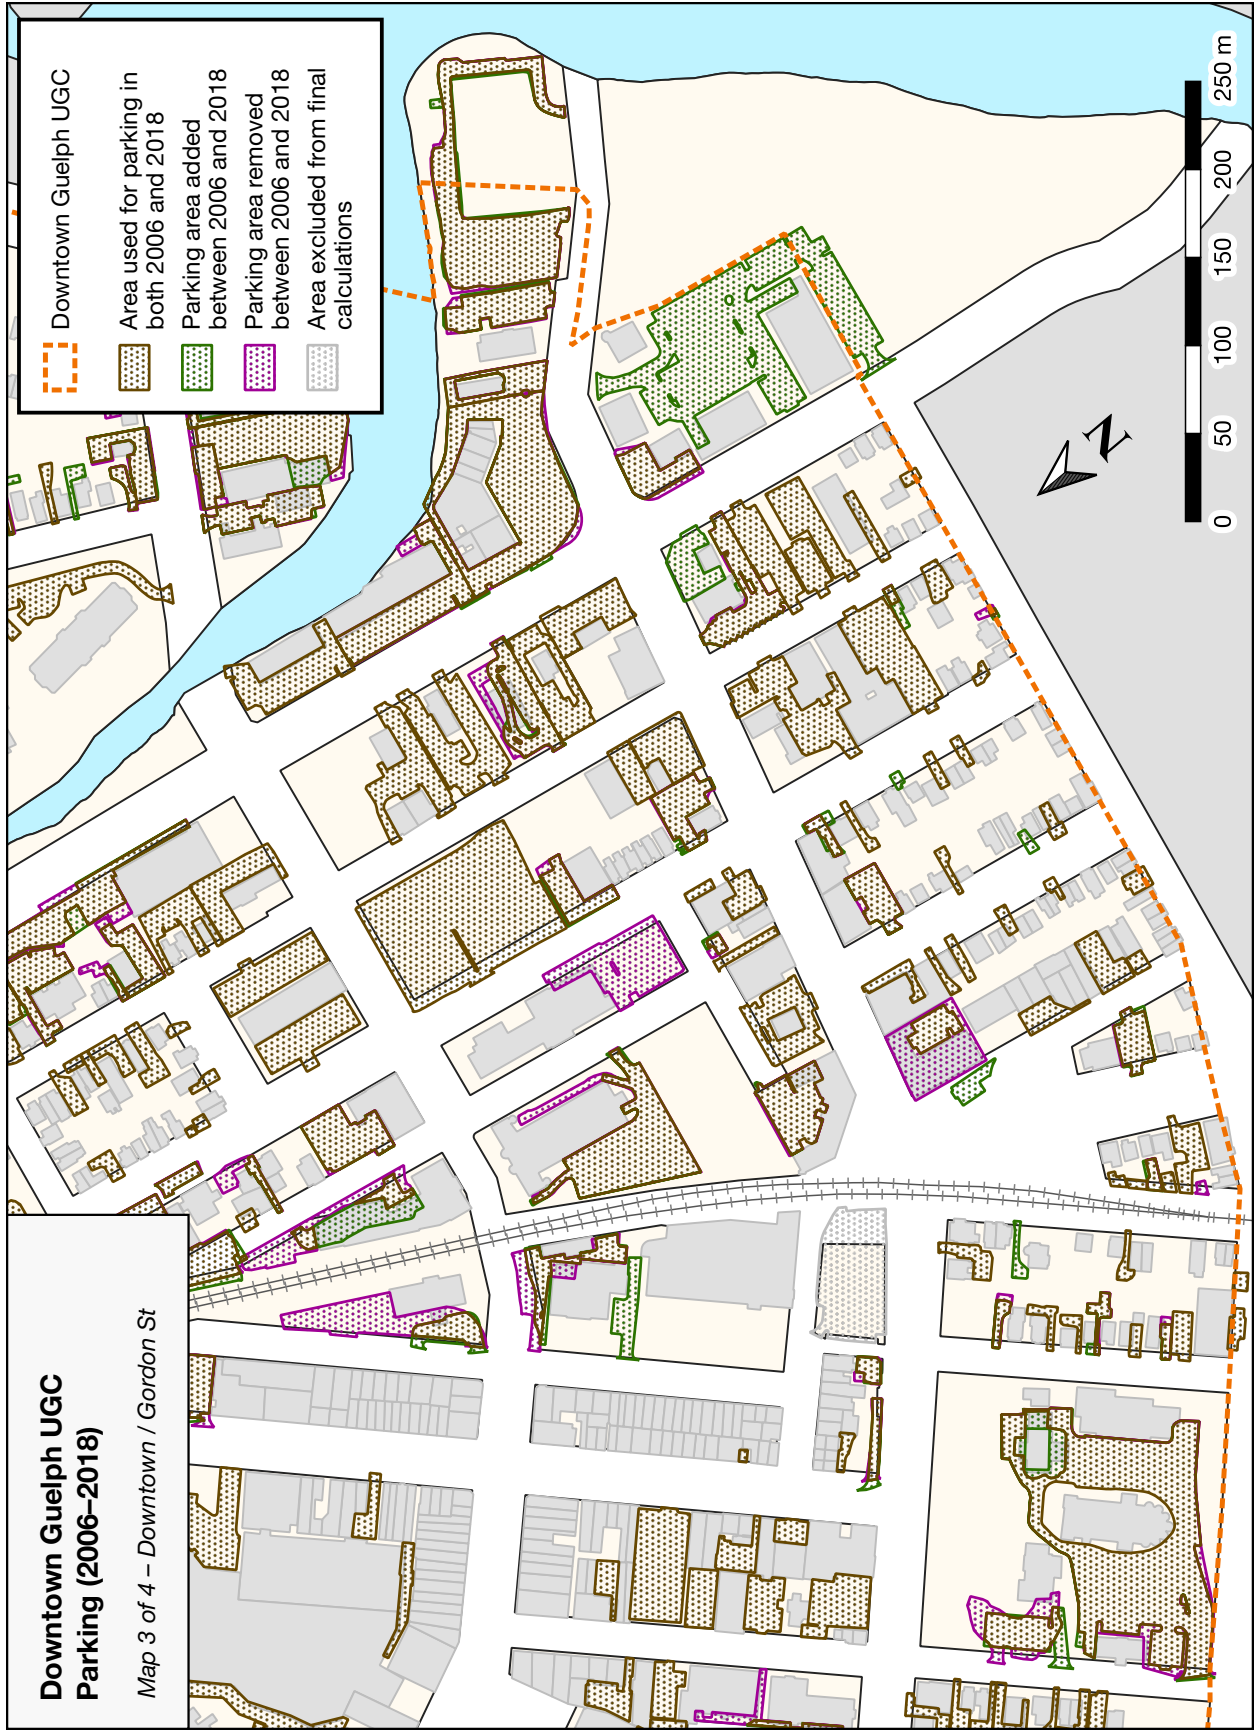 Downtown Guelph UGC
Parking (2006–2018)
Map 3 of 4 – Downtown / Gordon St
Downtown Guelph UGC
Area used for parking in
both 2006 and 2018
Parking area added
between 2006 and 2018
Parking area removed
between 2006 and 2018
Area excluded from final
calculations
N
0 50 100 150 200 250 m